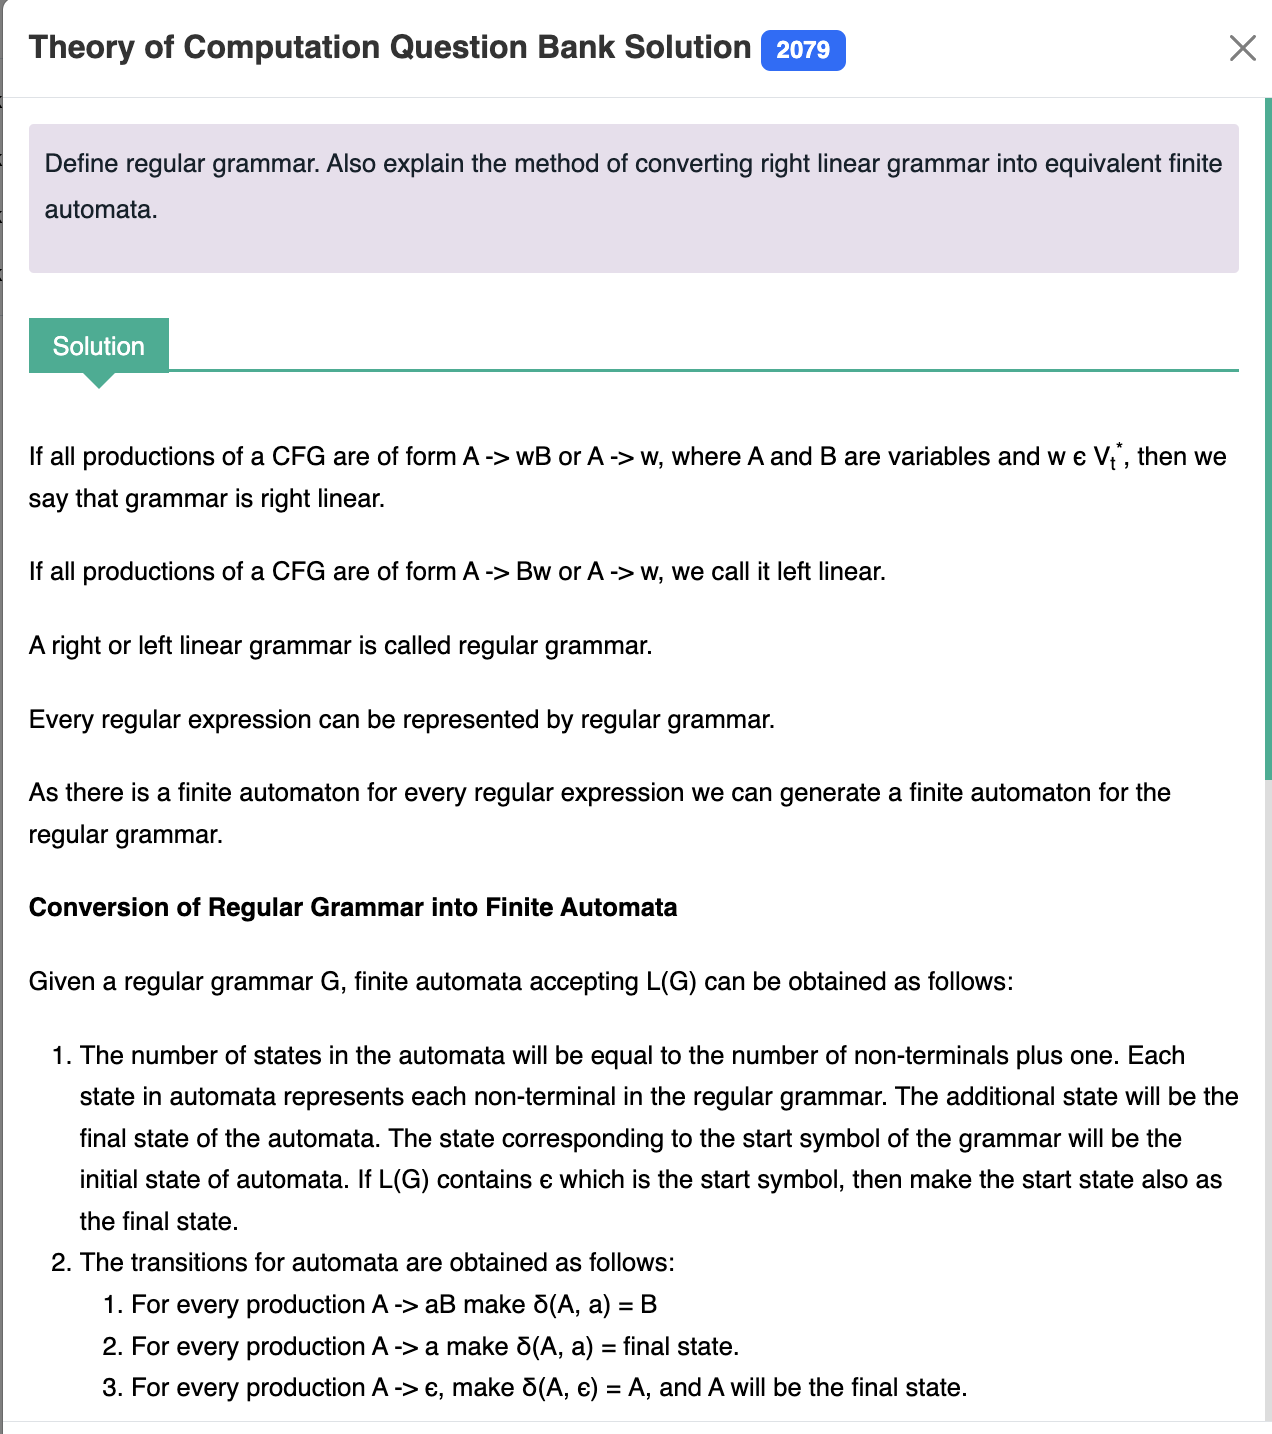 Theory of Computation Question Bank Solution 2079
Define regular grammar. Also explain the method of converting right linear grammar into equivalent finite
automata.
Solution
If all productions of a CFG are of form A -> wB or A -> w, where A and B are variables and w ϵ Vₜ*, then we
say that grammar is right linear.
If all productions of a CFG are of form A -> Bw or A -> w, we call it left linear.
A right or left linear grammar is called regular grammar.
Every regular expression can be represented by regular grammar.
As there is a finite automaton for every regular expression we can generate a finite automaton for the
regular grammar.
Conversion of Regular Grammar into Finite Automata
Given a regular grammar G, finite automata accepting L(G) can be obtained as follows:
1. The number of states in the automata will be equal to the number of non-terminals plus one. Each
state in automata represents each non-terminal in the regular grammar. The additional state will be the
final state of the automata. The state corresponding to the start symbol of the grammar will be the
initial state of automata. If L(G) contains ϵ which is the start symbol, then make the start state also as
the final state.
2. The transitions for automata are obtained as follows:
1. For every production A -> aB make δ(A, a) = B
2. For every production A -> a make δ(A, a) = final state.
3. For every production A -> ϵ, make δ(A, ϵ) = A, and A will be the final state.